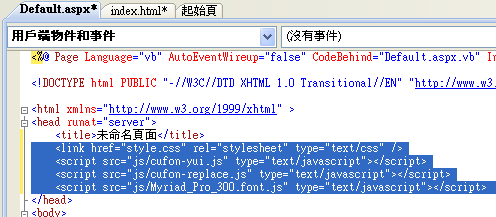 Default.aspx* index.html* 起始頁
用戶端物件和事件 (沒有事件)
<%@ Page Language="vb" AutoEventWireup="false" CodeBehind="Default.aspx.vb" In
<!DOCTYPE html PUBLIC "-//W3C//DTD XHTML 1.0 Transitional//EN" "http://www.w3
<html xmlns="http://www.w3.org/1999/xhtml" >
<head runat="server">
<title>未命名頁面</title>
<link href="style.css" rel="stylesheet" type="text/css" />
<script src="js/cufon-yui.js" type="text/javascript"></script>
<script src="js/cufon-replace.js" type="text/javascript"></script>
<script src="js/Myriad_Pro_300.font.js" type="text/javascript"></script>
</head>
<body>